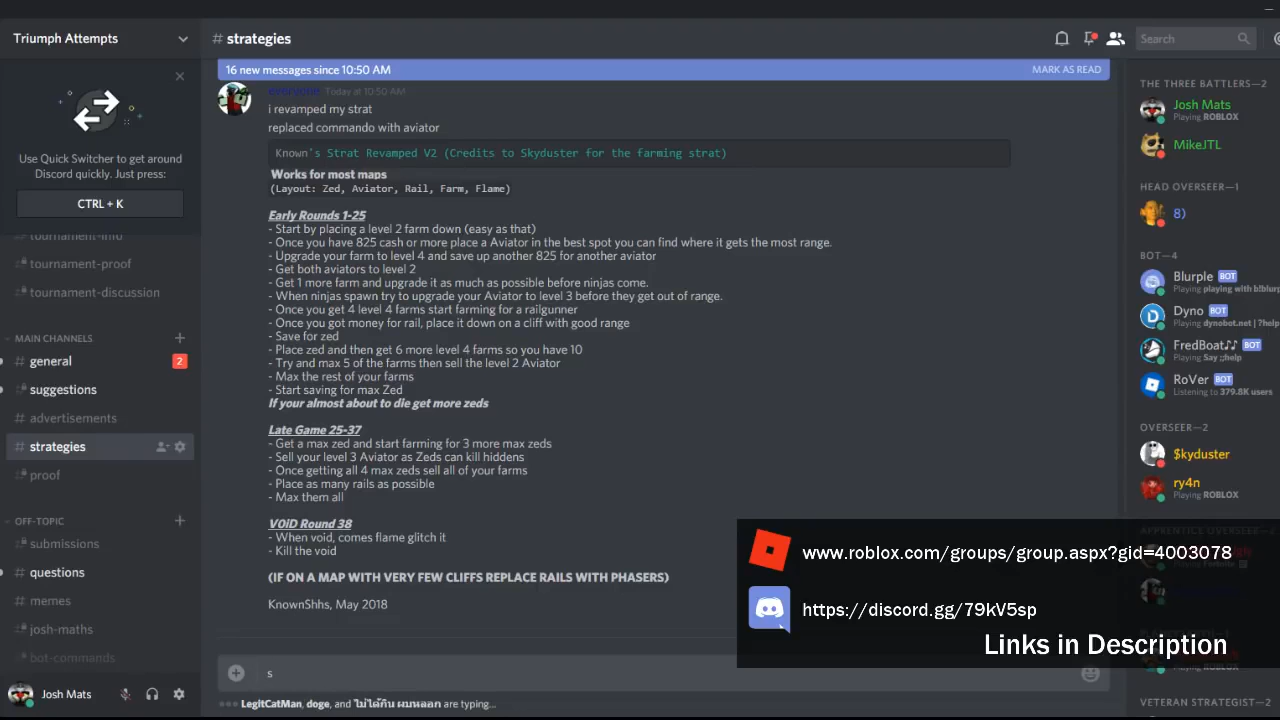 Triumph Attempts
Use Quick Switcher to get around
Discord quickly. Just press:
CTRL + K
tournament-info
tournament-proof
tournament-discussion
MAIN CHANNELS
general
2
suggestions
advertisements
# strategies
proof
OFF-TOPIC
submissions
questions
# memes
josh-maths
bot-commands
Josh Mats
# strategies
Search
16 new messages since 10:50 AM
MARK AS READ
Today at 10:50 AM
i revamped my strat
replaced commando with aviator
Known's Strat Revamped V2 (Credits to Skyduster for the farming strat)
Works for most maps
(Layout: Zed, Aviator, Rail, Farm, Flame)
Early Rounds 1-25
- Start by placing a level 2 farm down (easy as that)
- Once you have 825 cash or more place a Aviator in the best spot you can find where it gets the most range.
- Upgrade your farm to level 4 and save up another 825 for another aviator
- Get both aviators to level 2
- Get 1 more farm and upgrade it as much as possible before ninjas come.
- When ninjas spawn try to upgrade your Aviator to level 3 before they get out of range.
- Once you get 4 level 4 farms start farming for a railgunner
- Once you got money for rail, place it down on a cliff with good range
- Save for zed
- Place zed and then get 6 more level 4 farms so you have 10
- Try and max 5 of the farms then sell the level 2 Aviator
- Max the rest of your farms
- Start saving for max Zed
If your almost about to die get more zeds
Late Game 25-37
- Get a max zed and start farming for 3 more max zeds
- Sell your level 3 Aviator as Zeds can kill hiddens
- Once getting all 4 max zeds sell all of your farms
- Place as many rails as possible
- Max them all
VOiD Round 38
- When void, comes flame glitch it
- Kill the void
(IF ON A MAP WITH VERY FEW CLIFFS REPLACE RAILS WITH PHASERS)
KnownShhs, May 2018
s
LegitCatMan, doge, and ไม่ได้กิน ผมหลอก are typing...
THE THREE BATTLERS—2
Josh Mats
Playing ROBLOX
MikeJTL
HEAD OVERSEER—1
8)
BOT—4
Blurple BOT
Playing playing with b!blurp
Dyno BOT
Playing dynobot.net | ?help
FredBoat♪♪ BOT
Playing Say ;;help
RoVer BOT
Listening to 379.8K users
OVERSEER—2
$kyduster
ry4n
Playing ROBLOX
APPRENTICE OVERSEER—2
www.roblox.com/groups/group.aspx?gid=4003078
https://discord.gg/79kV5sp
Links in Description
VETERAN STRATEGIST—2